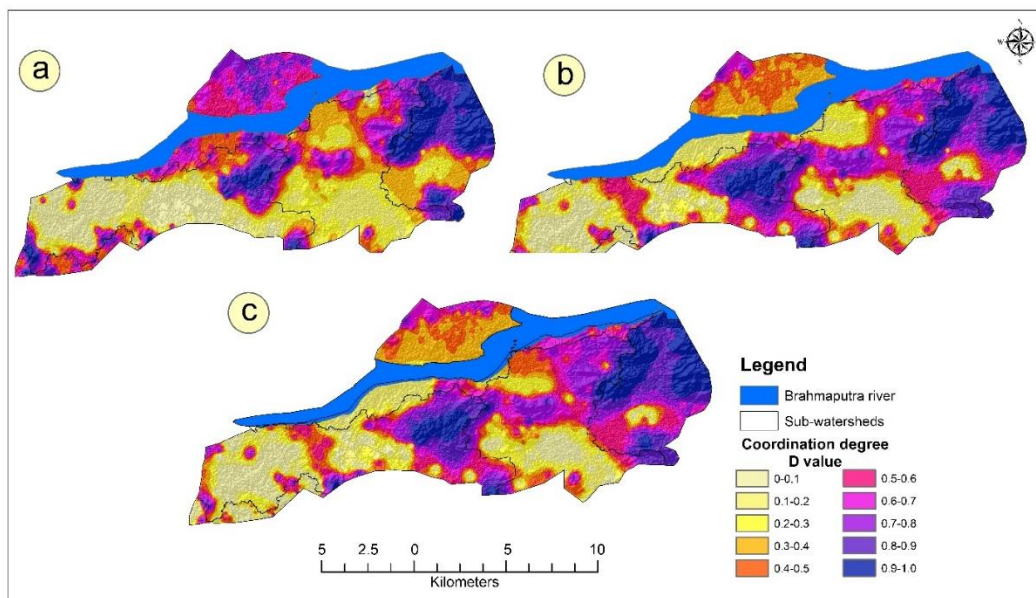 N
W
S
a
b
c
Legend
Brahmaputra river
Sub-watersheds
Coordination degree
D value
0-0.1
0.1-0.2
0.2-0.3
0.3-0.4
0.4-0.5
0.5-0.6
0.6-0.7
0.7-0.8
0.8-0.9
0.9-1.0
5 2.5 0 5 10
Kilometers